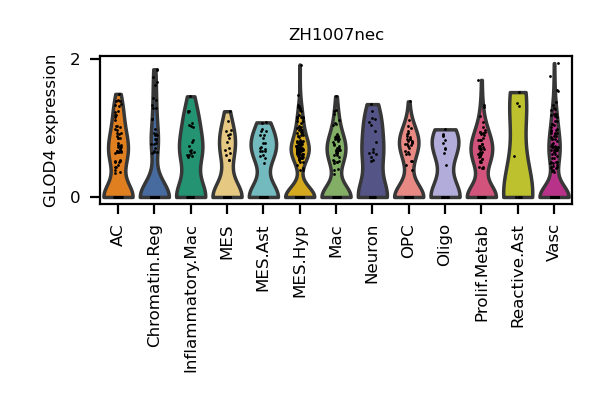 ZH1007nec
GLOD4 expression
2
0
AC
Chromatin.Reg
Inflammatory.Mac
MES
MES.Ast
MES.Hyp
Mac
Neuron
OPC
Oligo
Prolif.Metab
Reactive.Ast
Vasc